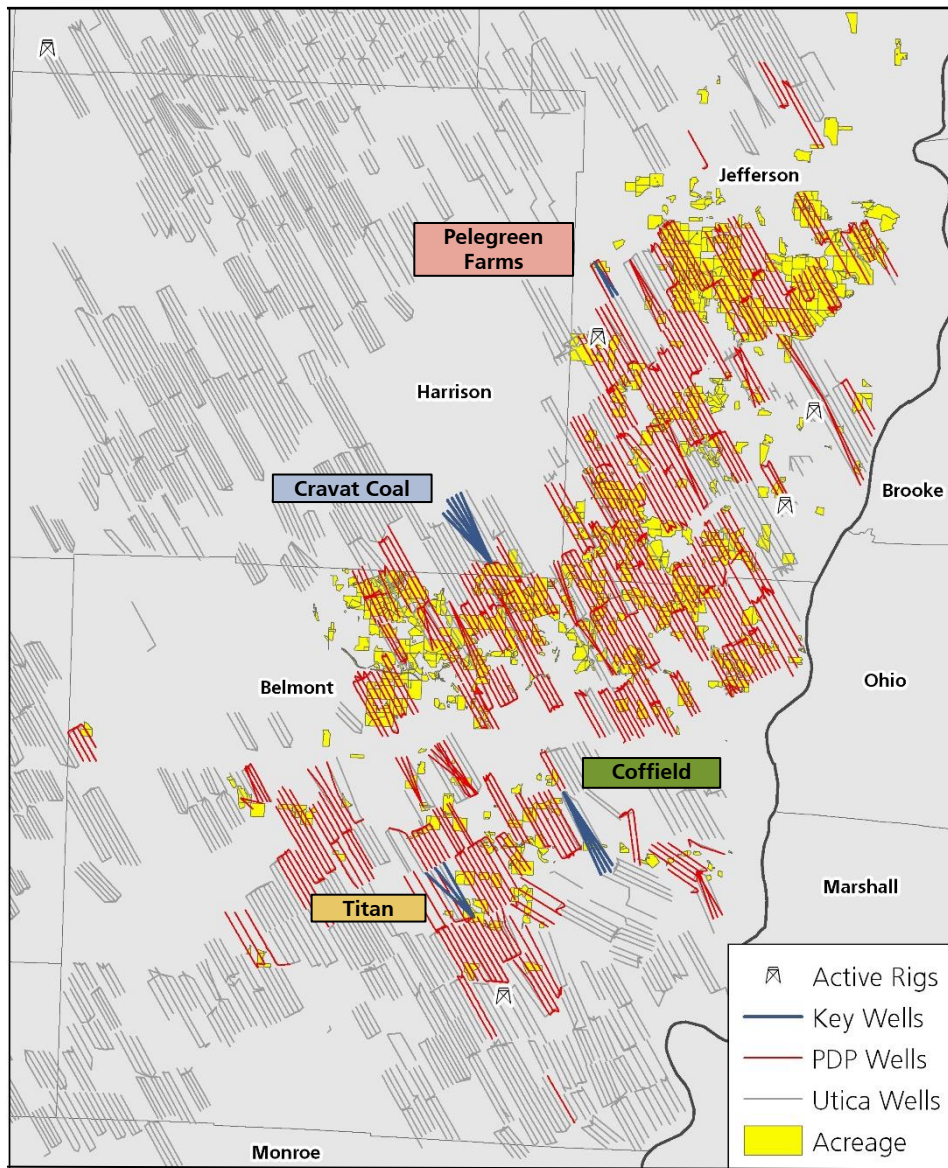 Jefferson
Pelegreen
Farms
Harrison
Cravat Coal
Brooke
Ohio
Belmont
Coffield
Marshall
Titan
Active Rigs
Key Wells
PDP Wells
Utica Wells
Acreage
Monroe